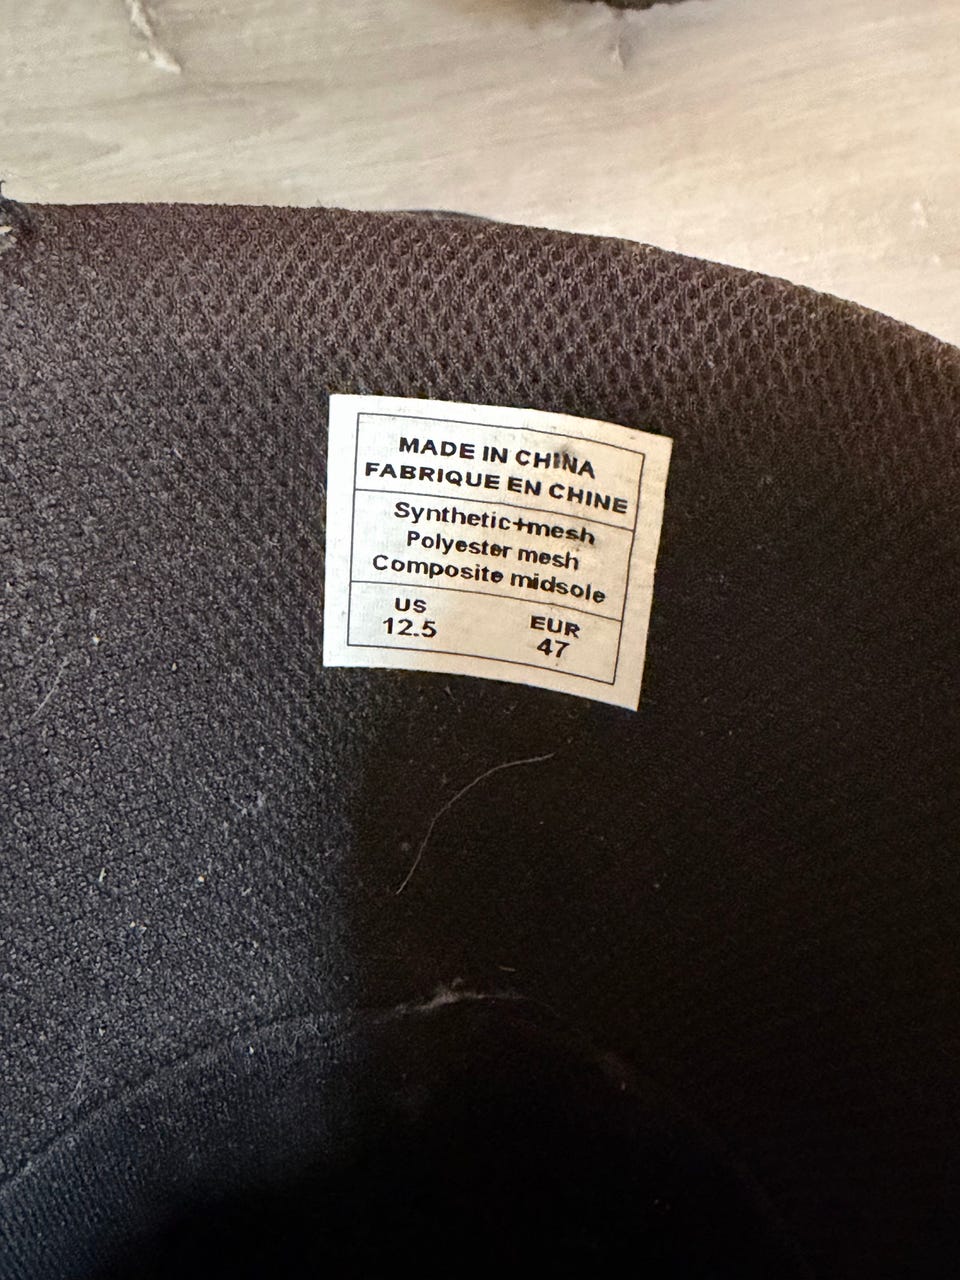 MADE IN CHINA
FABRIQUE EN CHINE
Synthetic+mesh
Polyester mesh
Composite midsole
US EUR
12.5 47